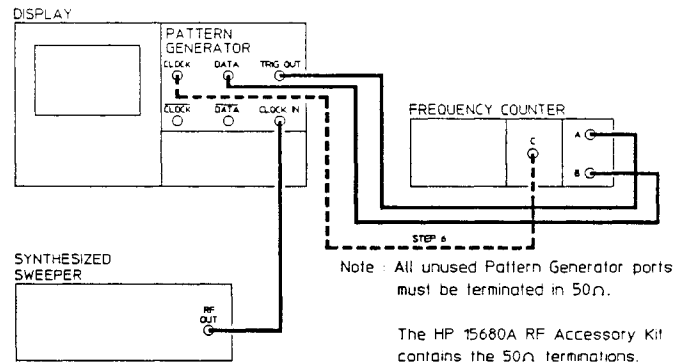 DISPLAY
PATTERN
GENERATOR
CLOCK DATA TRIG OUT
CLOCK DATA CLOCK IN
FREQUENCY COUNTER
A
C
B
STEP 6
SYNTHESIZED
SWEEPER
RF
OUT
Note : All unused Pattern Generator ports
must be terminated in 50Ω.
The HP 15680A RF Accessory Kit
contains the 50Ω terminations.